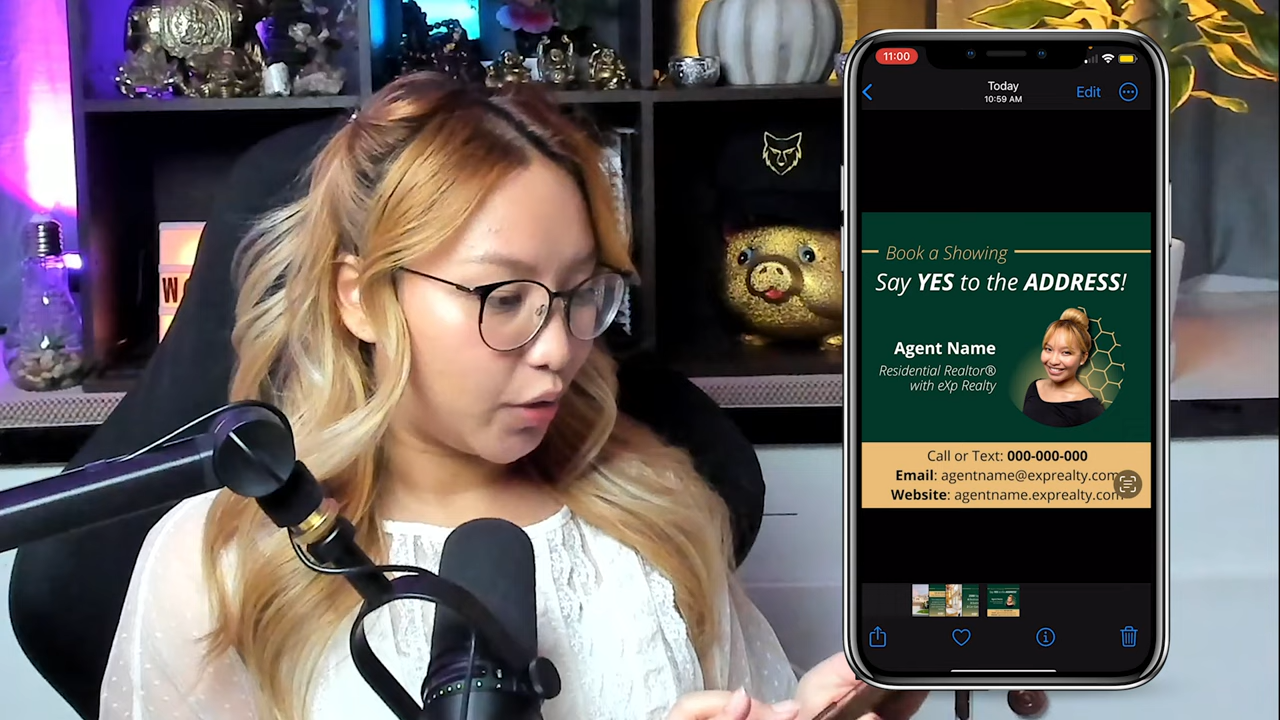 W
11:00
Today
10:59 AM
Edit
Book a Showing
Say YES to the ADDRESS!
Agent Name
Residential Realtor®
with eXp Realty
Call or Text: 000-000-000
Email: agentname@exprealty.com
Website: agentname.exprealty.com